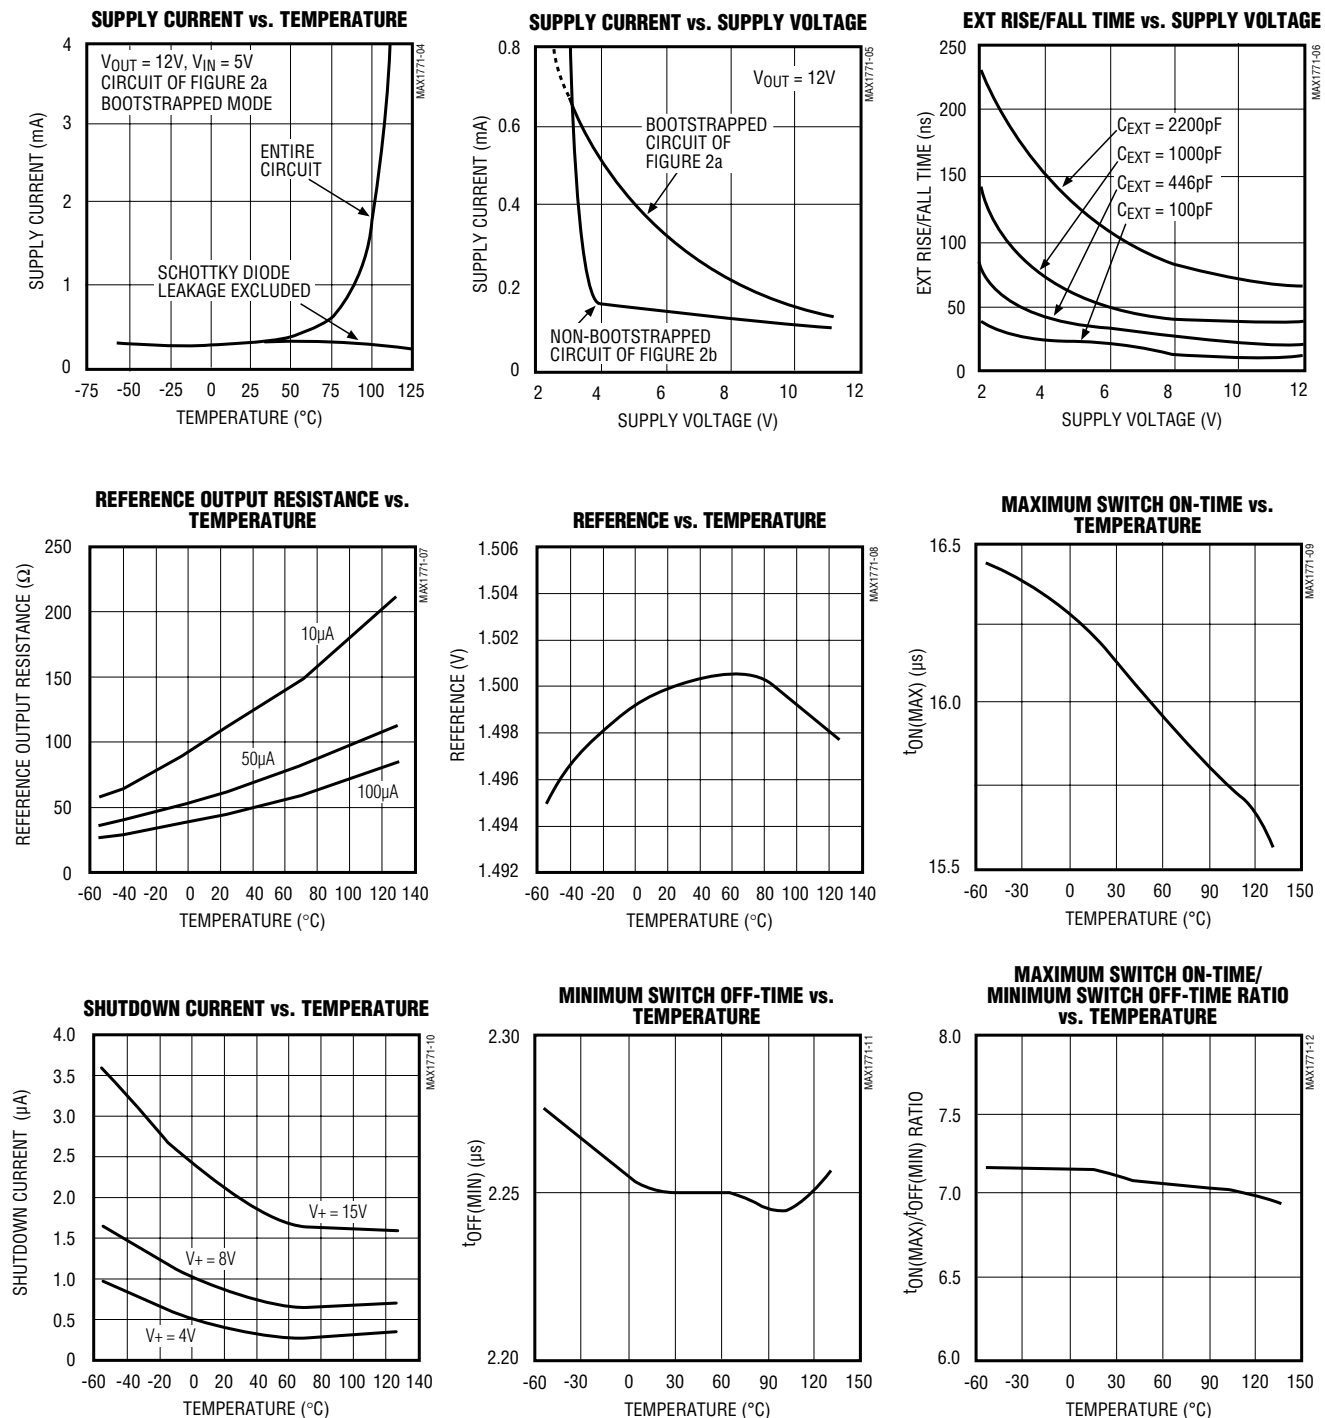 SUPPLY CURRENT vs. TEMPERATURE
4
3
2
1
0
SUPPLY CURRENT (mA)
VOUT = 12V, VIN = 5V
CIRCUIT OF FIGURE 2a
BOOTSTRAPPED MODE
ENTIRE
CIRCUIT
SCHOTTKY DIODE
LEAKAGE EXCLUDED
MAX1771-04
-75 -50 -25 0 25 50 75 100 125
TEMPERATURE (°C)
SUPPLY CURRENT vs. SUPPLY VOLTAGE
0.8
0.6
0.4
0.2
0
SUPPLY CURRENT (mA)
VOUT = 12V
BOOTSTRAPPED
CIRCUIT OF
FIGURE 2a
NON-BOOTSTRAPPED
CIRCUIT OF FIGURE 2b
MAX1771-05
2 4 6 8 10 12
SUPPLY VOLTAGE (V)
EXT RISE/FALL TIME vs. SUPPLY VOLTAGE
250
200
150
100
50
0
EXT RISE/FALL TIME (ns)
CEXT = 2200pF
CEXT = 1000pF
CEXT = 446pF
CEXT = 100pF
MAX1771-06
2 4 6 8 10 12
SUPPLY VOLTAGE (V)
REFERENCE OUTPUT RESISTANCE vs.
TEMPERATURE
250
200
150
100
50
0
REFERENCE OUTPUT RESISTANCE (Ω)
10µA
50µA
100µA
MAX1771-07
-60 -40 -20 0 20 40 60 80 100 120 140
TEMPERATURE (°C)
REFERENCE vs. TEMPERATURE
1.506
1.504
1.502
1.500
1.498
1.496
1.494
1.492
REFERENCE (V)
MAX1771-08
-60 -40 -20 0 20 40 60 80 100 120 140
TEMPERATURE (°C)
MAXIMUM SWITCH ON-TIME vs.
TEMPERATURE
16.5
16.0
15.5
tON(MAX) (µs)
MAX1771-09
-60 -30 0 30 60 90 120 150
TEMPERATURE (°C)
SHUTDOWN CURRENT vs. TEMPERATURE
4.0
3.5
3.0
2.5
2.0
1.5
1.0
0.5
0
SHUTDOWN CURRENT (µA)
V+ = 15V
V+ = 8V
V+ = 4V
MAX1771-10
-60 -40 -20 0 20 40 60 80 100 120 140
TEMPERATURE (°C)
MINIMUM SWITCH OFF-TIME vs.
TEMPERATURE
2.30
2.25
2.20
tOFF(MIN) (µs)
MAX1771-11
-60 -30 0 30 60 90 120 150
TEMPERATURE (°C)
MAXIMUM SWITCH ON-TIME/
MINIMUM SWITCH OFF-TIME RATIO
vs. TEMPERATURE
8.0
7.5
7.0
6.5
6.0
tON(MAX)/tOFF(MIN) RATIO
MAX1771-12
-60 -30 0 30 60 90 120 150
TEMPERATURE (°C)